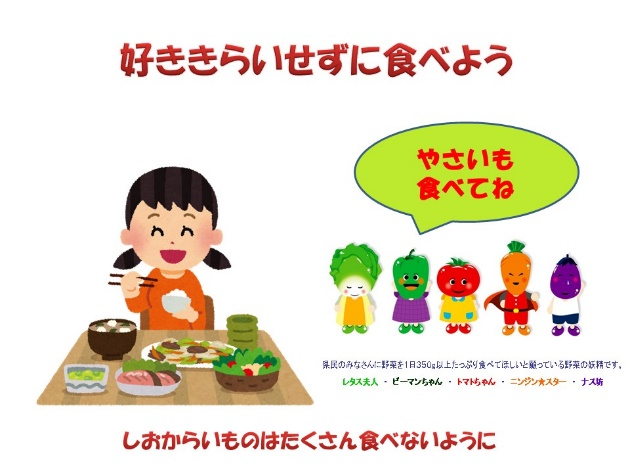 好ききらいせずに食べよう
やさいも
食べてね
県民のみなさんに野菜を1日350g以上たっぷり食べてほしいと願っている野菜の妖精です。
レタス夫人 ・ ピーマンちゃん ・ トマトちゃん ・ ニンジン★スター ・ ナス坊
しおからいものはたくさん食べないように